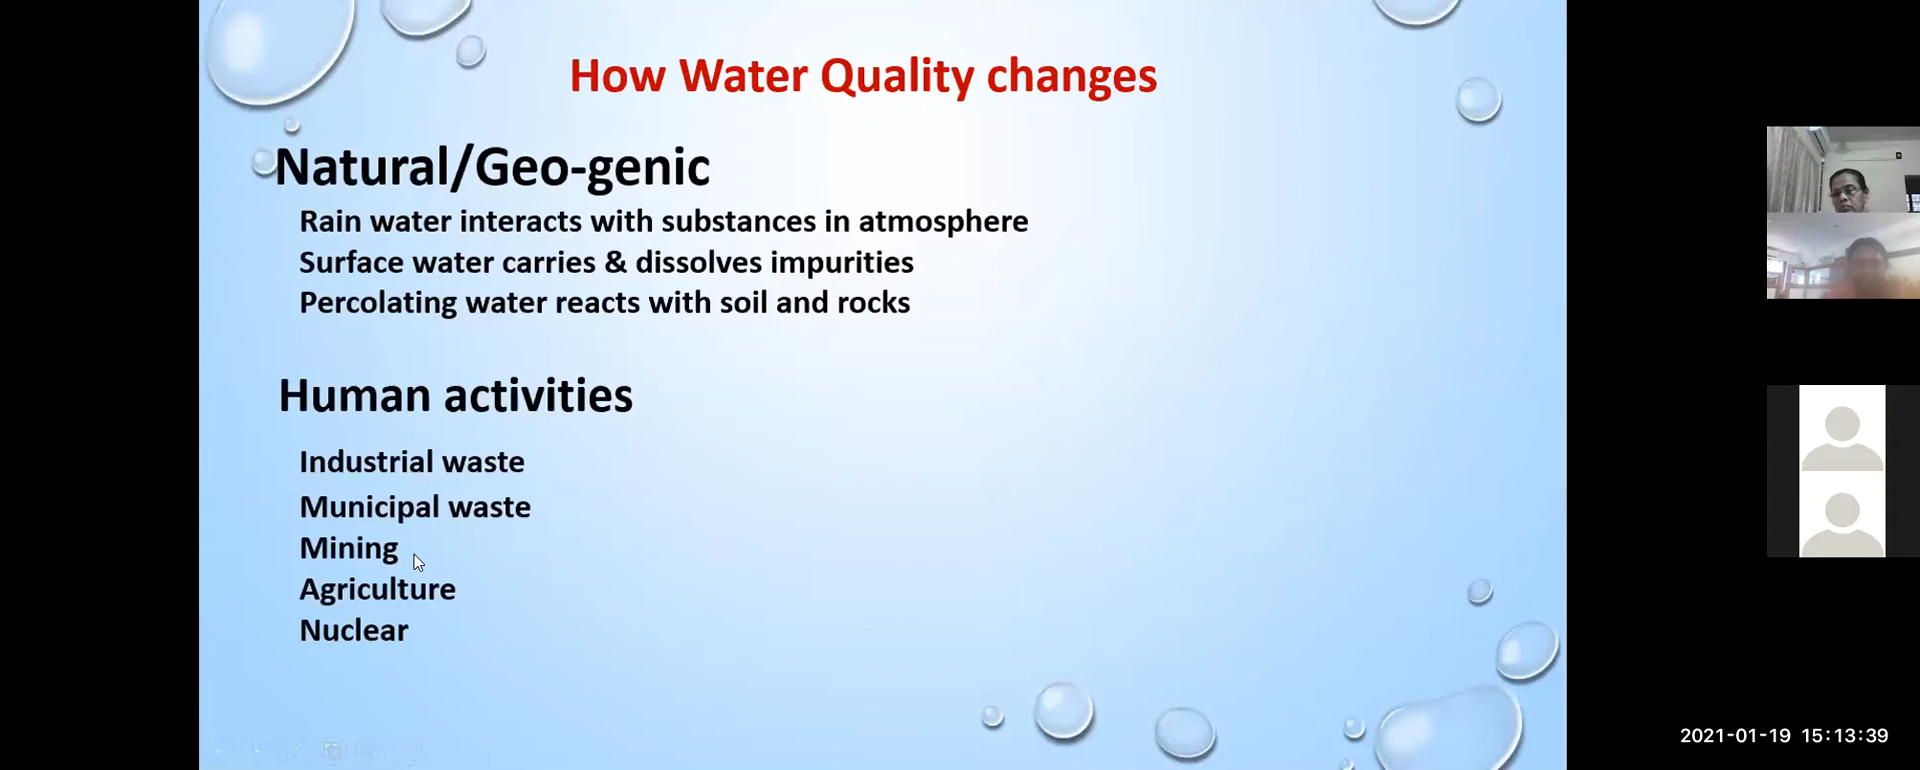 How Water Quality changes
Natural/Geo-genic
Rain water interacts with substances in atmosphere
Surface water carries & dissolves impurities
Percolating water reacts with soil and rocks
Human activities
Industrial waste
Municipal waste
Mining
Agriculture
Nuclear
2021-01-19 15:13:39